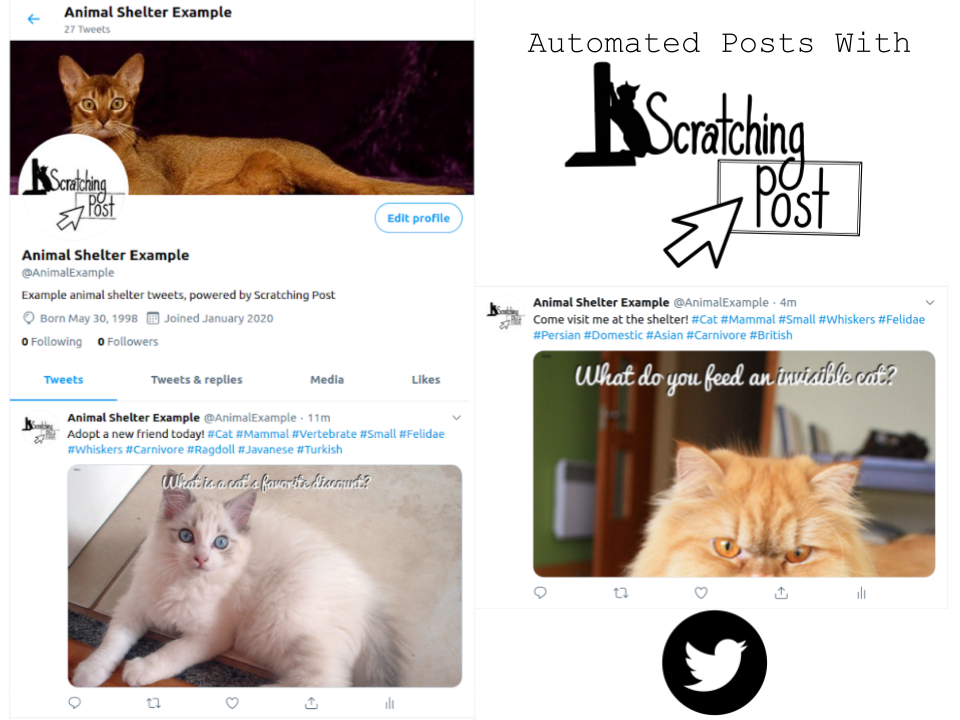 Animal Shelter Example
27 Tweets
Scratching
Post
Edit profile
Animal Shelter Example
@AnimalExample
Example animal shelter tweets, powered by Scratching Post
Born May 30, 1998 Joined January 2020
0 Following 0 Followers
Tweets Tweets & replies Media Likes
Scratching
Post
Animal Shelter Example @AnimalExample · 11m
Adopt a new friend today! #Cat #Mammal #Vertebrate #Small #Felidae
#Whiskers #Carnivore #Ragdoll #Javanese #Turkish
What is a cat's favorite discount?
Automated Posts With
Scratching
Post
Scratching
Post
Animal Shelter Example @AnimalExample · 4m
Come visit me at the shelter! #Cat #Mammal #Small #Whiskers #Felidae
#Persian #Domestic #Asian #Carnivore #British
What do you feed an invisible cat?